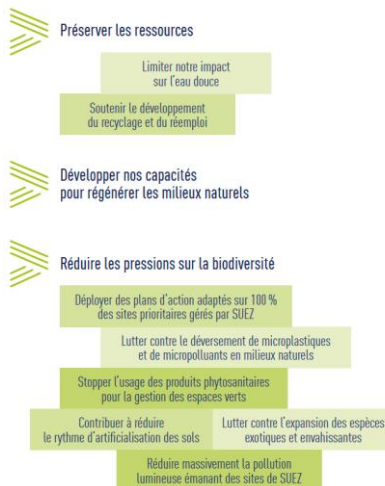 Préserver les ressources
Limiter notre impact
sur l'eau douce
Soutenir le développement
du recyclage et du réemploi
Développer nos capacités
pour régénérer les milieux naturels
Réduire les pressions sur la biodiversité
Déployer des plans d'action adaptés sur 100 %
des sites prioritaires gérés par SUEZ
Lutter contre le déversement de microplastiques
et de micropolluants en milieux naturels
Stopper l'usage des produits phytosanitaires
pour la gestion des espaces verts
Contribuer à réduire
le rythme d'artificialisation des sols
Lutter contre l'expansion des espèces
exotiques et envahissantes
Réduire massivement la pollution
lumineuse émanant des sites de SUEZ